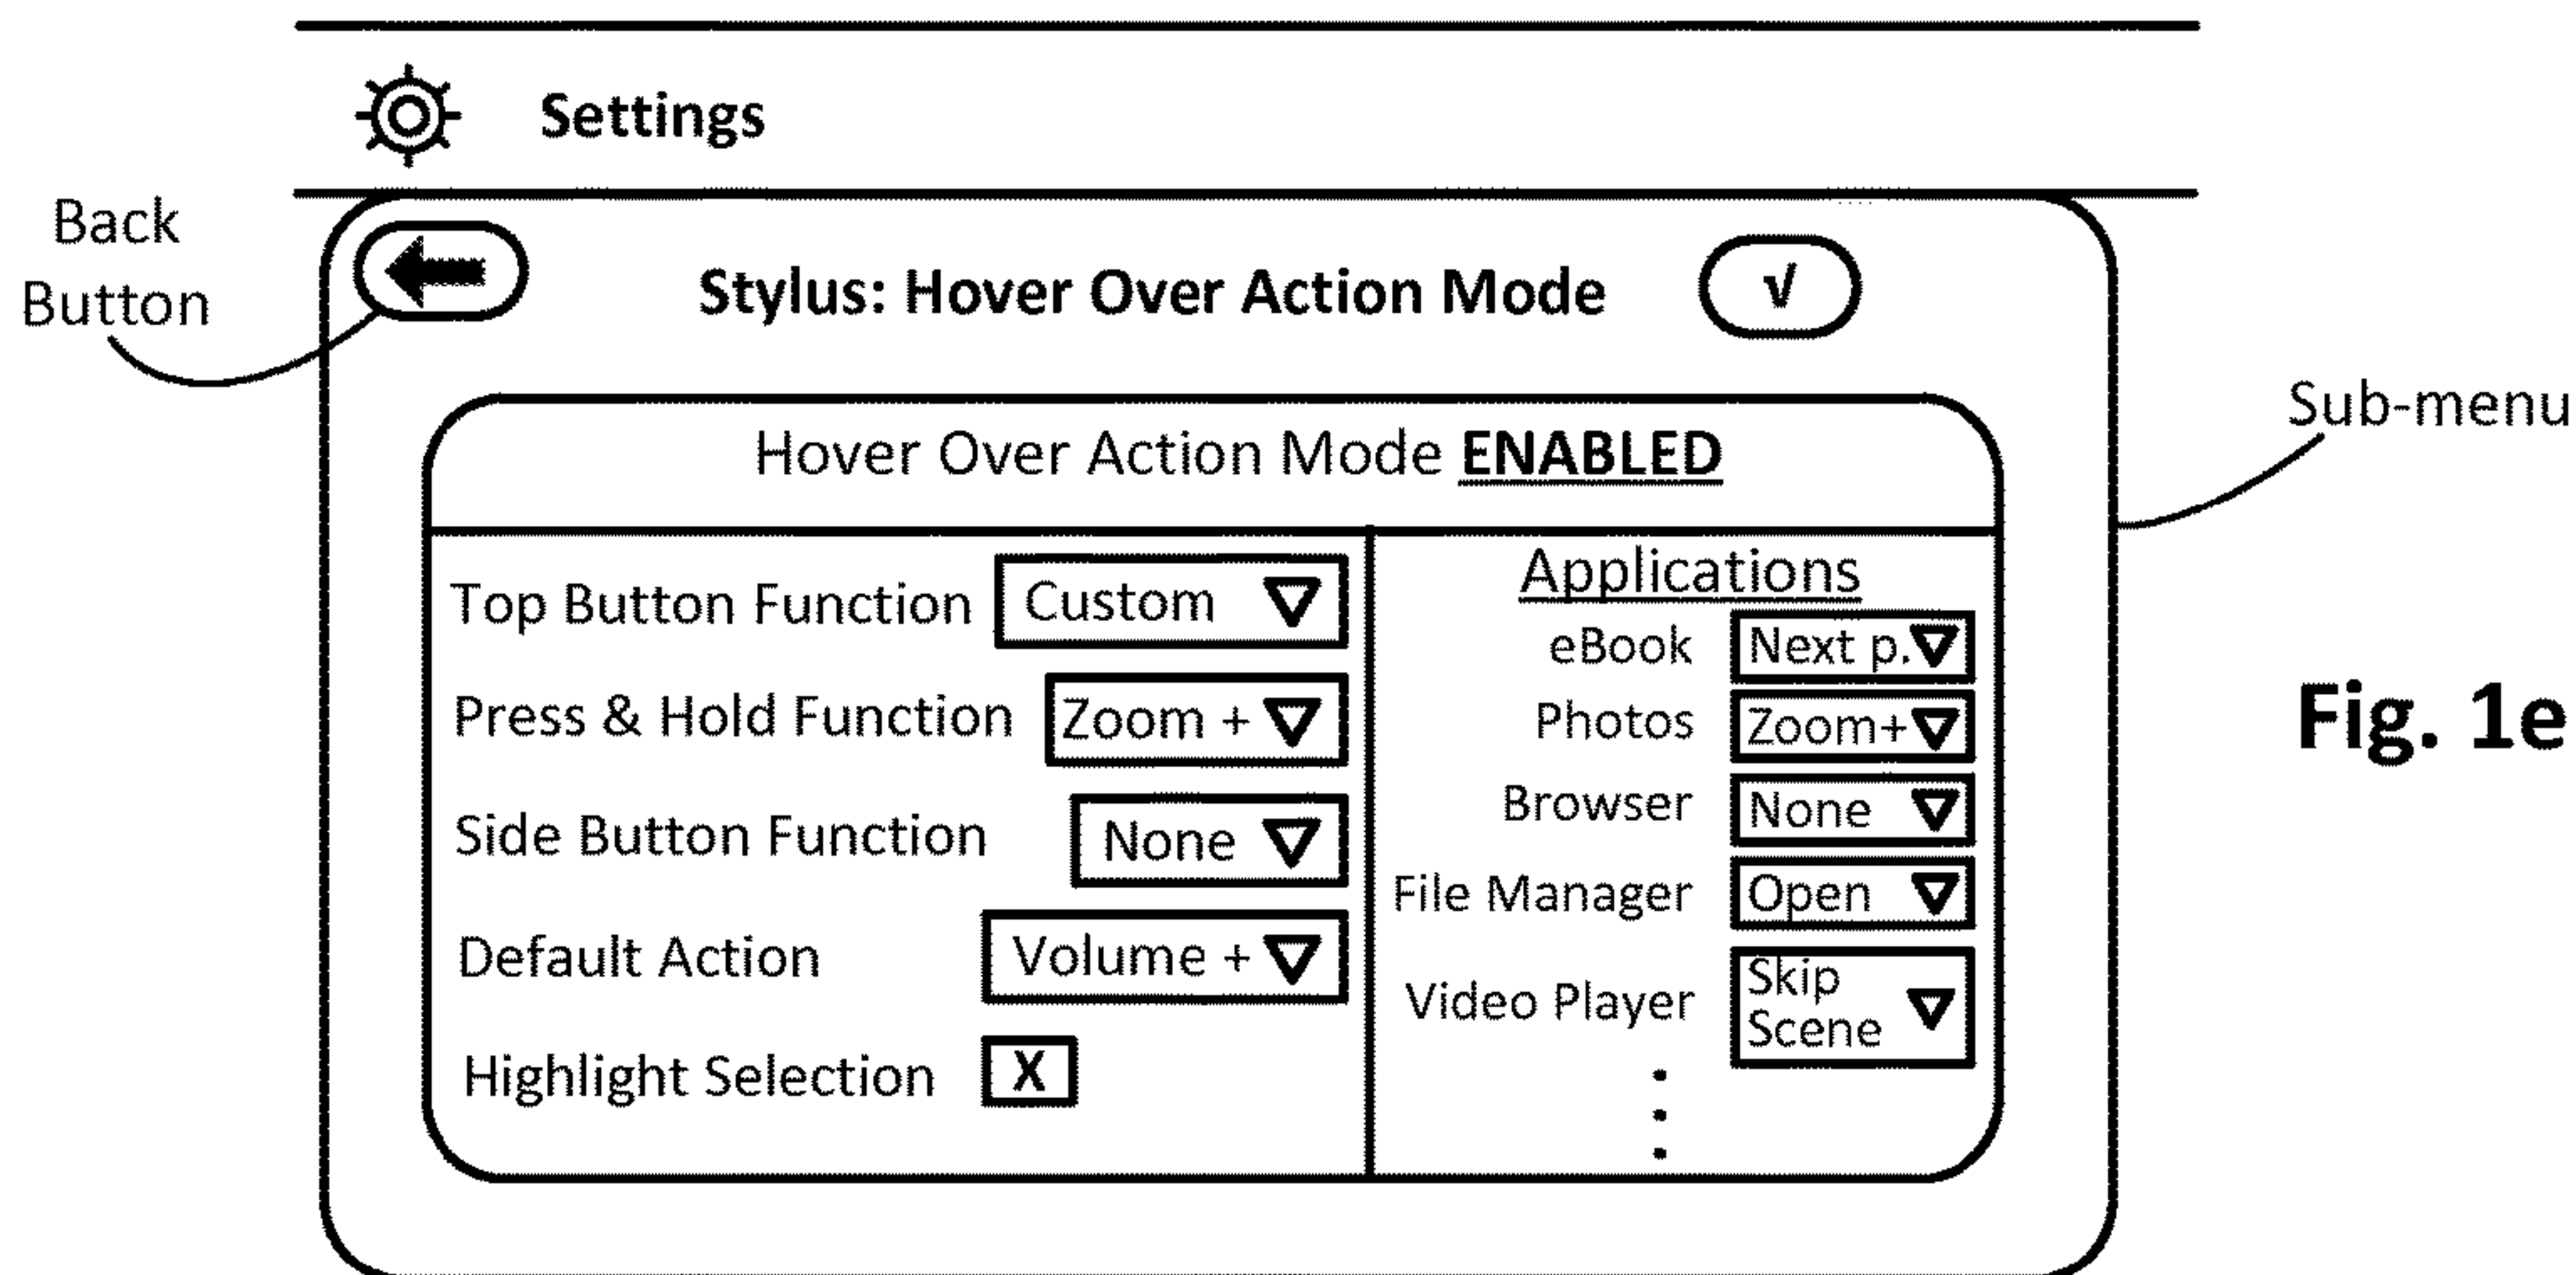 Settings
Back
Button
Stylus: Hover Over Action Mode √
Sub-menu
Hover Over Action Mode ENABLED
Top Button Function Custom
Press & Hold Function Zoom +
Side Button Function None
Default Action Volume +
Highlight Selection X
Applications
eBook Next p.
Photos Zoom+
Browser None
File Manager Open
Video Player Skip
Scene
Fig. 1e